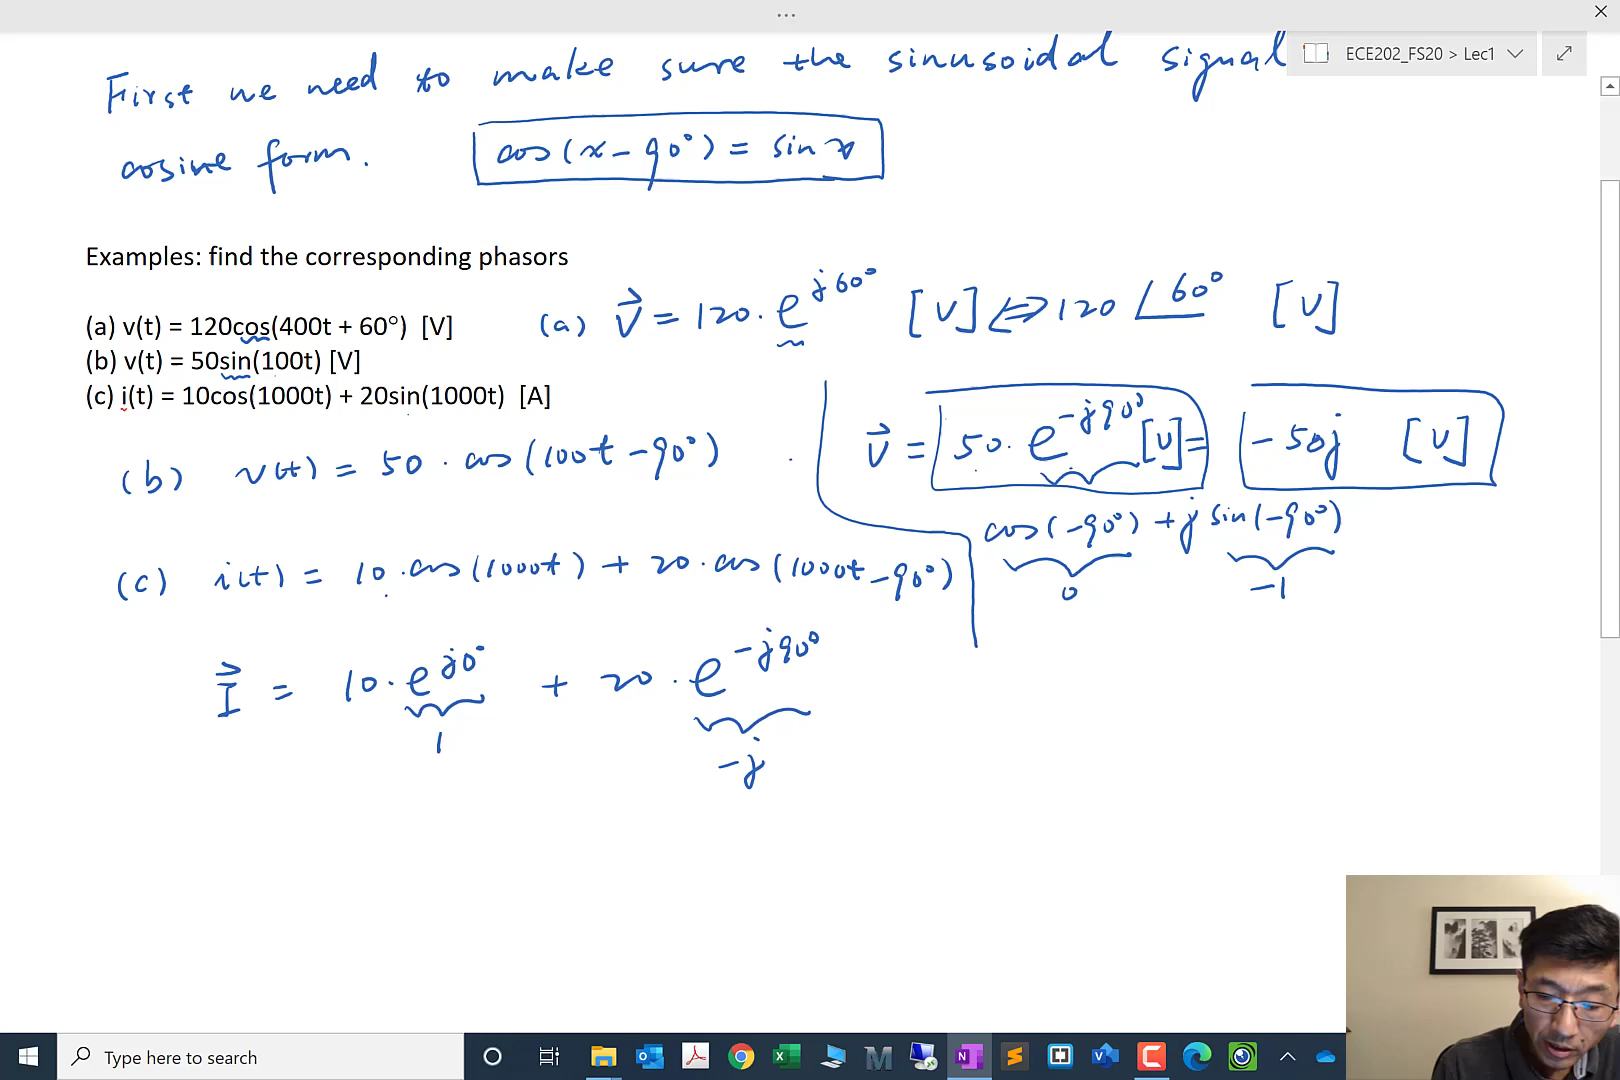 First we need to make sure the sinusoidal signal
ECE202_FS20 > Lec1
cosine form. cos(x-90°) = sin x
Examples: find the corresponding phasors
(a) v(t) = 120cos(400t + 60°) [V]
(b) v(t) = 50sin(100t) [V]
(c) i(t) = 10cos(1000t) + 20sin(1000t) [A]
(a) V⃗ = 120 · e^{j60°} [V] ⇔ 120 ∠60° [V]
(b) v(t) = 50 · cos(100t - 90°)
V⃗ = 50 · e^{-j90°} [V] = -50j [V]
cos(-90°) + j sin(-90°)
0 -1
(c) i(t) = 10 · cos(1000t) + 20 · cos(1000t - 90°)
I⃗ = 10 · e^{j0°} + 20 · e^{-j90°}
1 -j
Type here to search